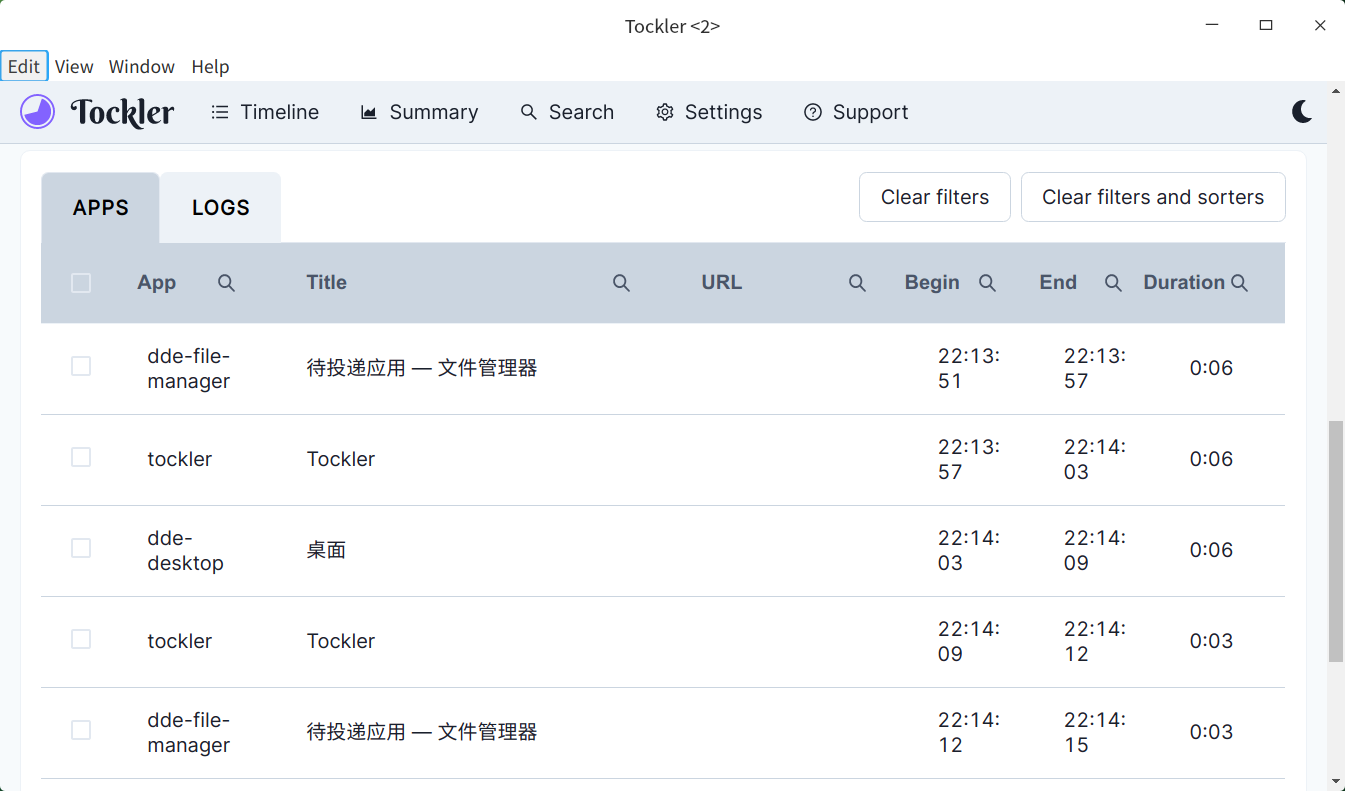 Tockler <2>
Edit View Window Help
Tockler Timeline Summary Search Settings Support
APPS LOGS Clear filters Clear filters and sorters
App Title URL Begin End Duration
dde-file-
manager
待投递应用 — 文件管理器
22:13:
51
22:13:
57
0:06
tockler
Tockler
22:13:
57
22:14:
03
0:06
dde-
desktop
桌面
22:14:
03
22:14:
09
0:06
tockler
Tockler
22:14:
09
22:14:
12
0:03
dde-file-
manager
待投递应用 — 文件管理器
22:14:
12
22:14:
15
0:03